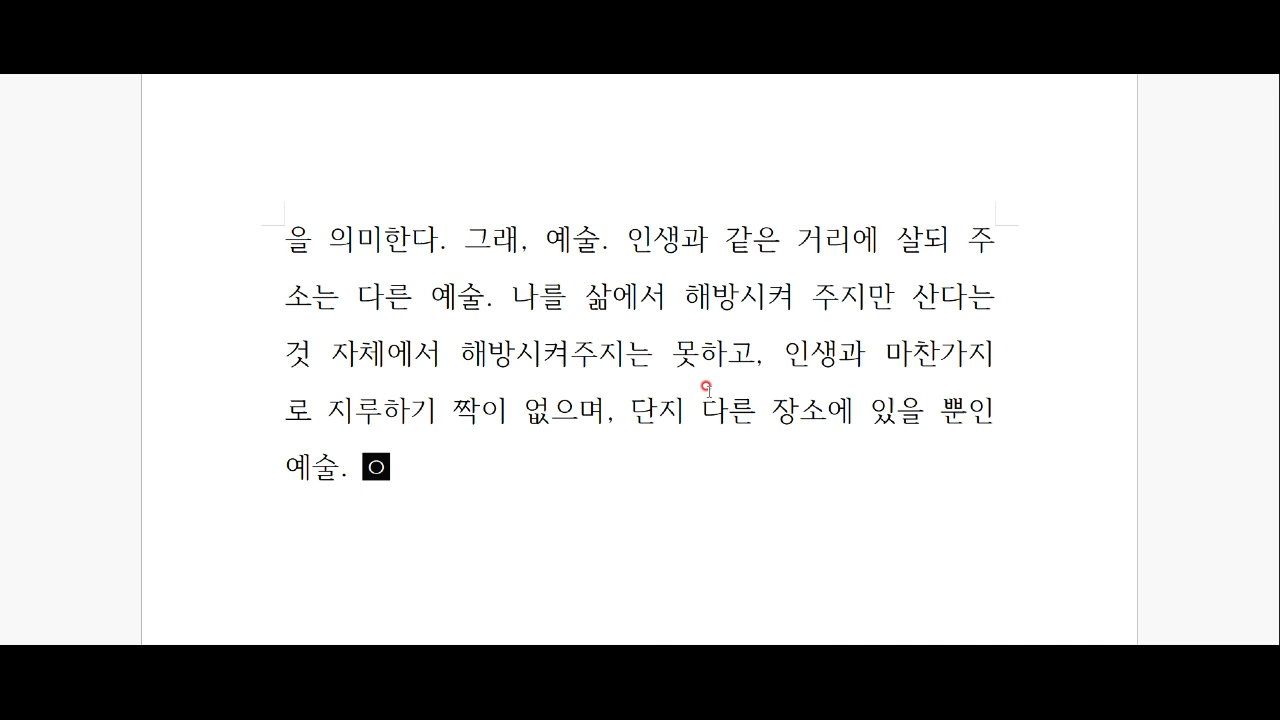 을 의미한다. 그래, 예술. 인생과 같은 거리에 살되 주
소는 다른 예술. 나를 삶에서 해방시켜 주지만 산다는
것 자체에서 해방시켜주지는 못하고, 인생과 마찬가지
로 지루하기 짝이 없으며, 단지 다른 장소에 있을 뿐인
예술. ㅇ